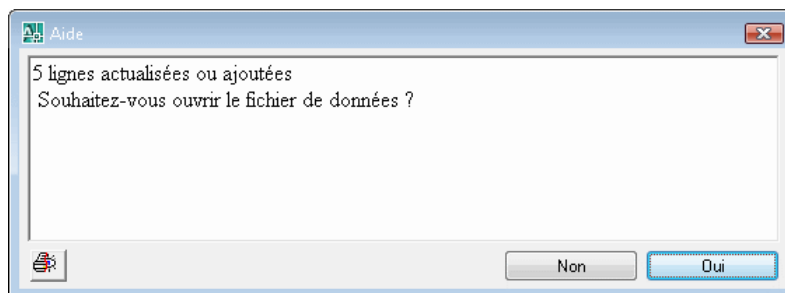 Aide
5 lignes actualisées ou ajoutées
Souhaitez-vous ouvrir le fichier de données ?
Non
Oui